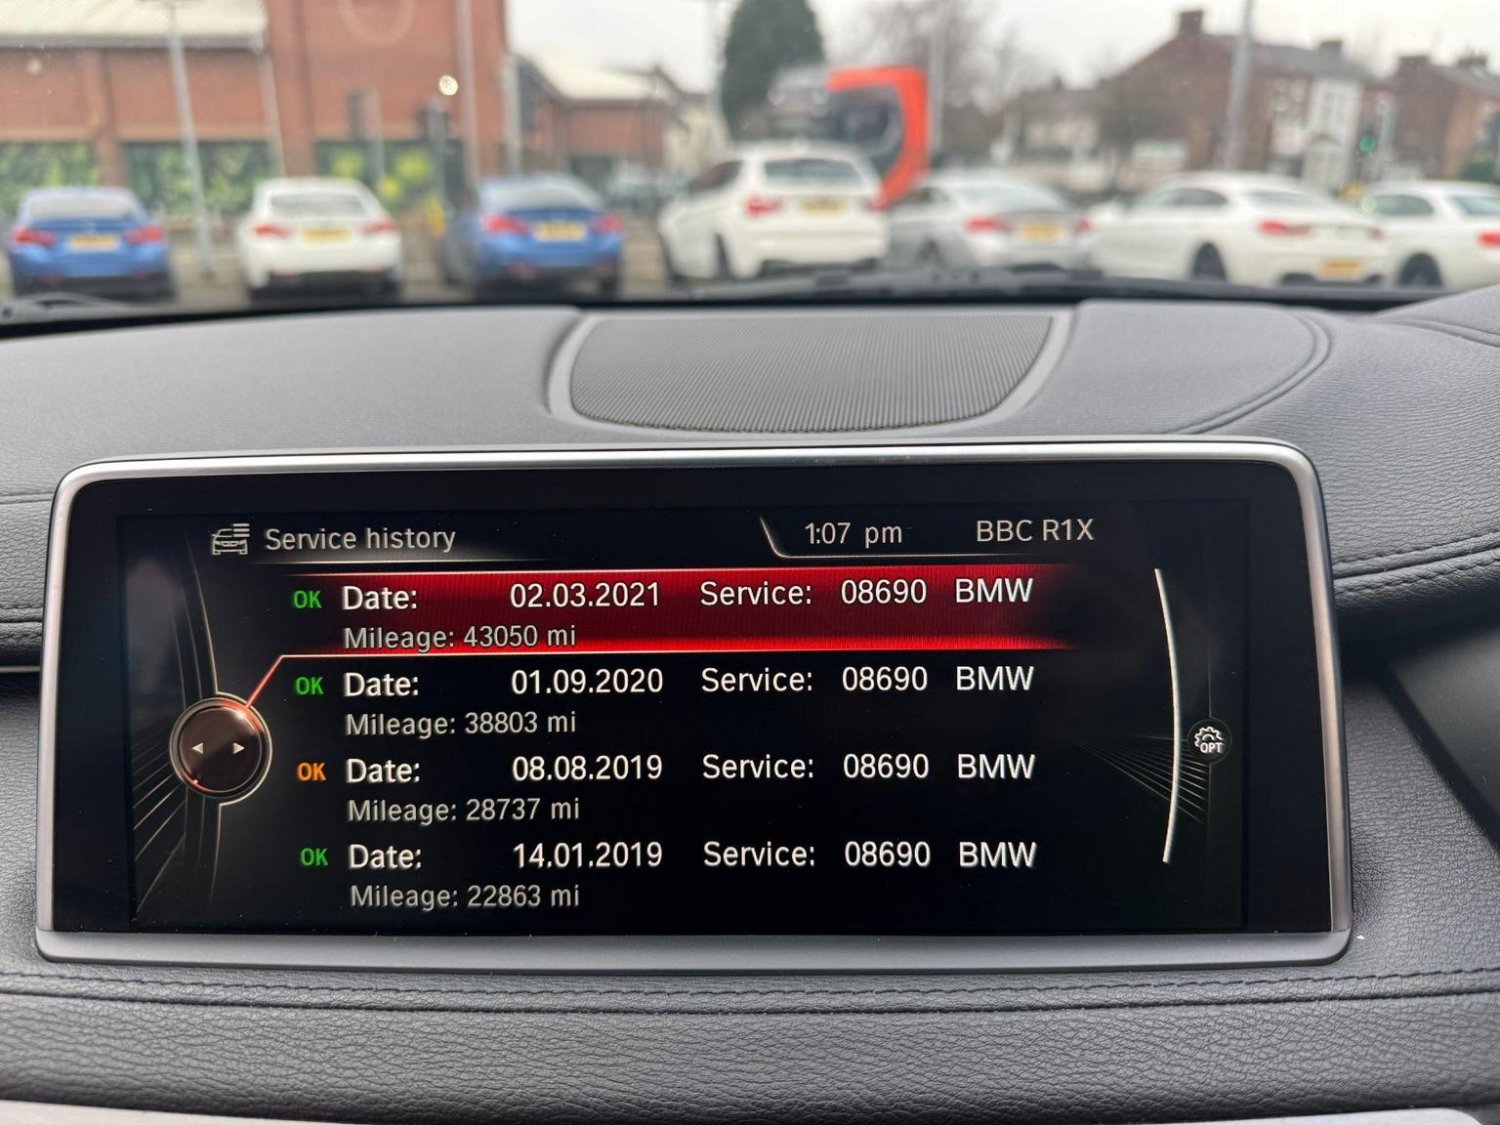 Service history 1:07 pm BBC R1X
OK Date: 02.03.2021 Service: 08690 BMW
Mileage: 43050 mi
OK Date: 01.09.2020 Service: 08690 BMW
Mileage: 38803 mi
OK Date: 08.08.2019 Service: 08690 BMW
Mileage: 28737 mi
OPT
OK Date: 14.01.2019 Service: 08690 BMW
Mileage: 22863 mi